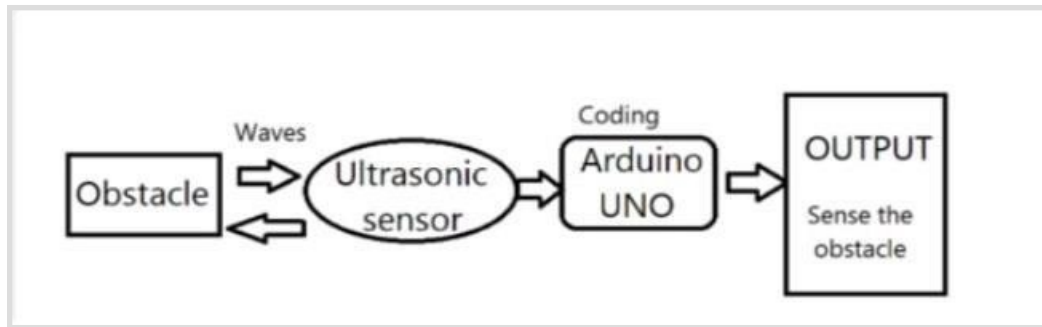 Waves
Obstacle
Ultrasonic
sensor
Coding
Arduino
UNO
OUTPUT
Sense the
obstacle